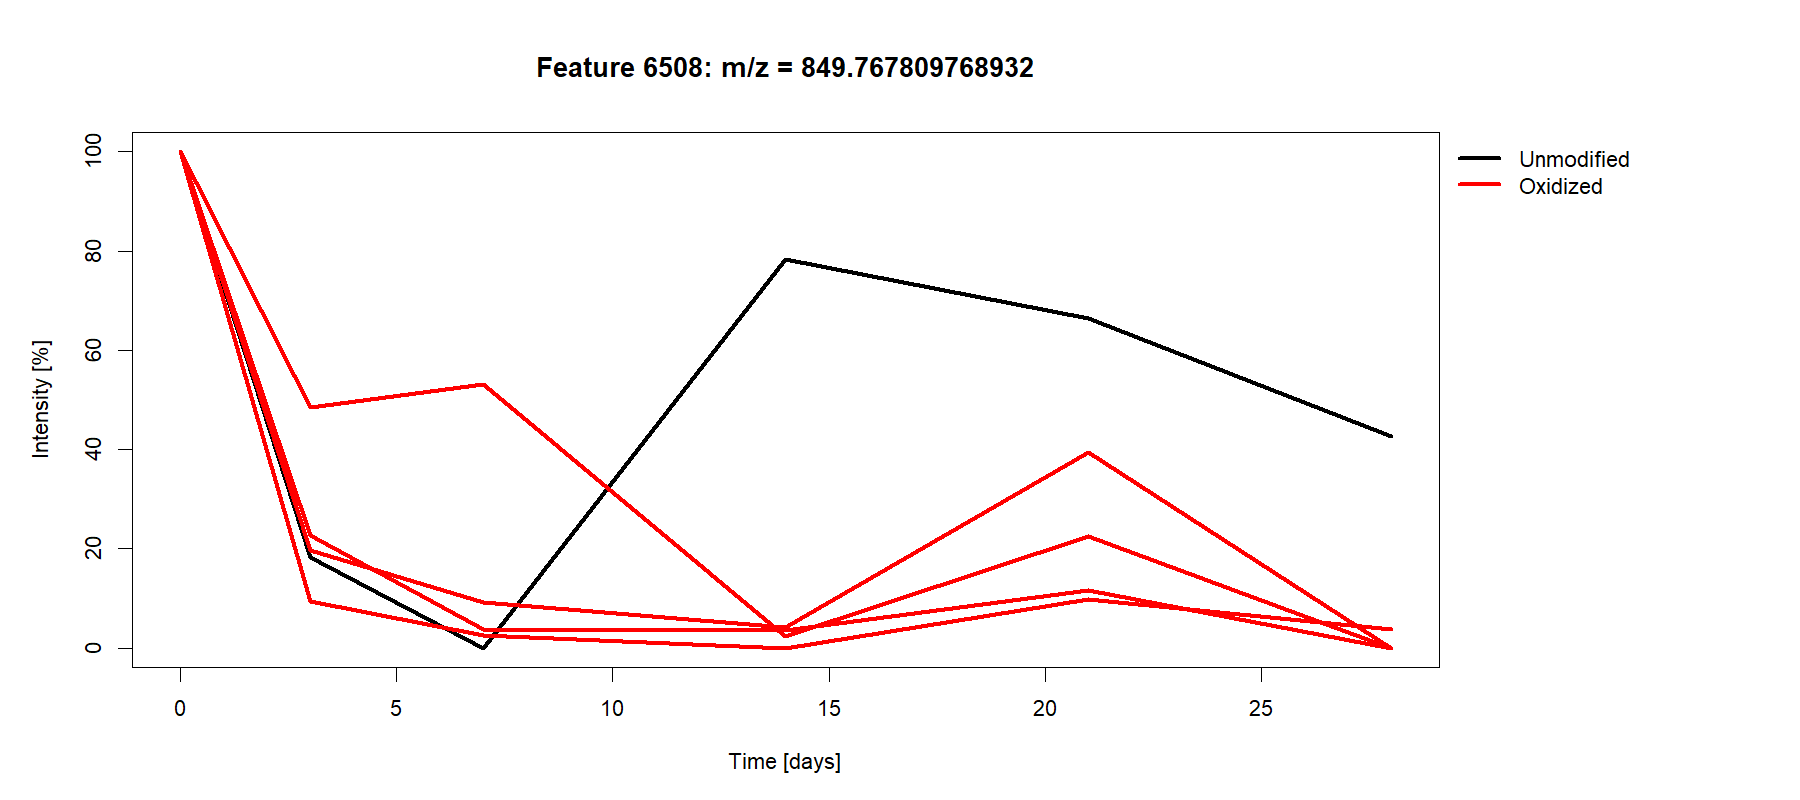 Feature 6508: m/z = 849.767809768932
Unmodified
Oxidized
Intensity [%]
100
80
60
40
20
0
0 5 10 15 20 25
Time [days]